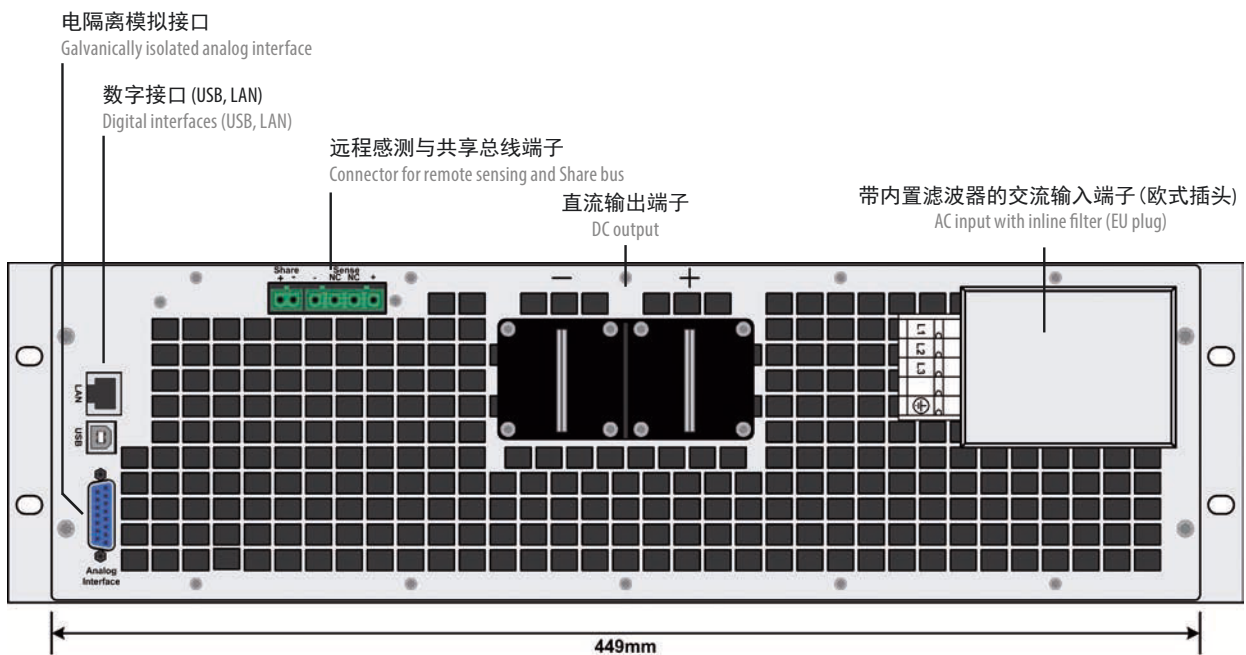 电隔离模拟接口
Galvanically isolated analog interface
数字接口 (USB, LAN)
Digital interfaces (USB, LAN)
远程感测与共享总线端子
Connector for remote sensing and Share bus
直流输出端子
DC output
带内置滤波器的交流输入端子(欧式插头)
AC input with inline filter (EU plug)
Share Sense
+ - - NC NC +
− +
L1
L2
L3
LAN
USB
Analog
Interface
449mm